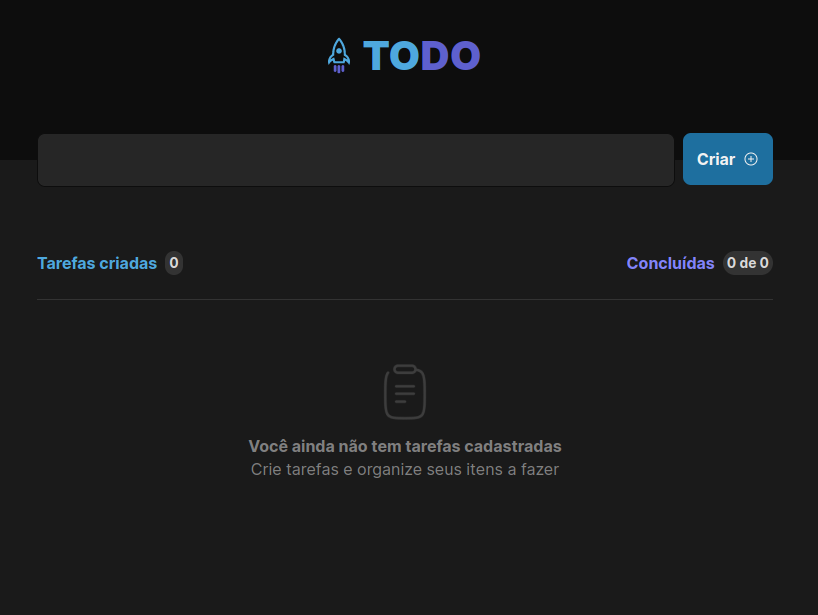 TODO
Criar
Tarefas criadas 0
Concluídas 0 de 0
Você ainda não tem tarefas cadastradas
Crie tarefas e organize seus itens a fazer